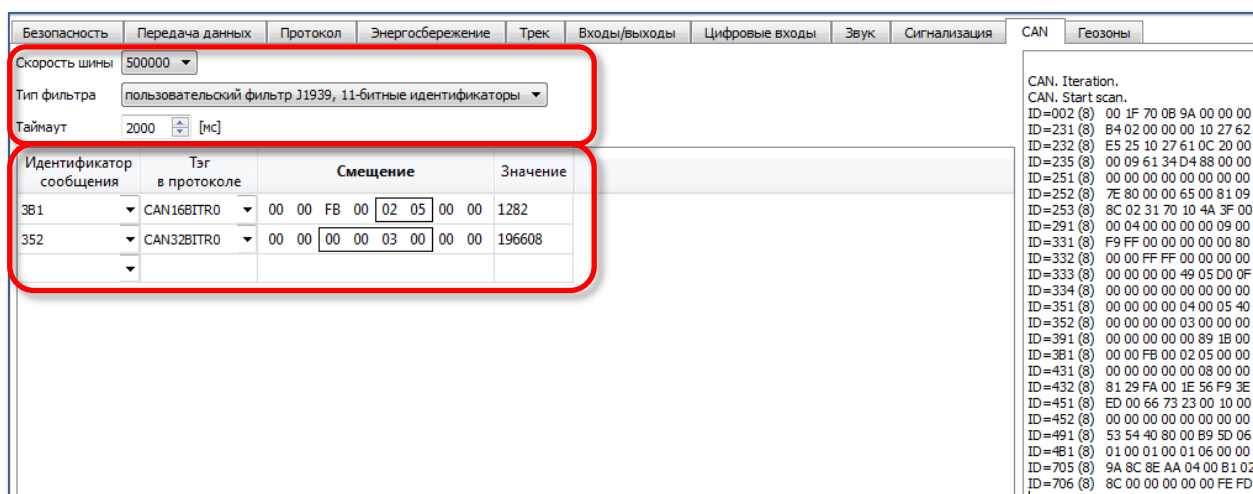 Безопасность Передача данных Протокол Энергосбережение Трек Входы/выходы Цифровые входы Звук Сигнализация CAN Геозоны
Скорость шины 500000
Тип фильтра пользовательский фильтр J1939, 11-битные идентификаторы
Таймаут 2000 [мс]
Идентификатор сообщения Тэг в протоколе Смещение Значение
3B1 CAN16BITR0 00 00 FB 00 02 05 00 00 1282
352 CAN32BITR0 00 00 00 00 03 00 00 00 196608
CAN. Iteration.
CAN. Start scan.
ID=002 (8) 00 1F 70 0B 9A 00 00 00
ID=231 (8) B4 02 00 00 00 10 27 62
ID=232 (8) E5 25 10 27 61 0C 20 00
ID=235 (8) 00 09 61 34 D4 88 00 00
ID=251 (8) 00 00 00 00 00 00 00 00
ID=252 (8) 7E 80 00 00 65 00 81 09
ID=253 (8) 8C 02 31 70 10 4A 3F 00
ID=291 (8) 00 04 00 00 00 00 09 00
ID=331 (8) F9 FF 00 00 00 00 00 80
ID=332 (8) 00 00 FF FF 00 00 00 00
ID=333 (8) 00 00 00 00 49 05 D0 0F
ID=334 (8) 00 00 00 00 00 00 00 00
ID=351 (8) 00 00 00 00 04 00 05 40
ID=352 (8) 00 00 00 00 03 00 00 00
ID=391 (8) 00 00 00 00 00 89 1B 00
ID=3B1 (8) 00 00 FB 00 02 05 00 00
ID=431 (8) 00 00 00 00 00 08 00 00
ID=432 (8) 81 29 FA 00 1E 56 F9 3E
ID=451 (8) ED 00 66 73 23 00 10 00
ID=452 (8) 00 00 00 00 00 00 00 00
ID=491 (8) 53 54 40 80 00 B9 5D 06
ID=4B1 (8) 01 00 01 00 01 06 00 00
ID=705 (8) 9A 8C 8E AA 04 00 B1 02
ID=706 (8) 8C 00 00 00 00 00 FE FD